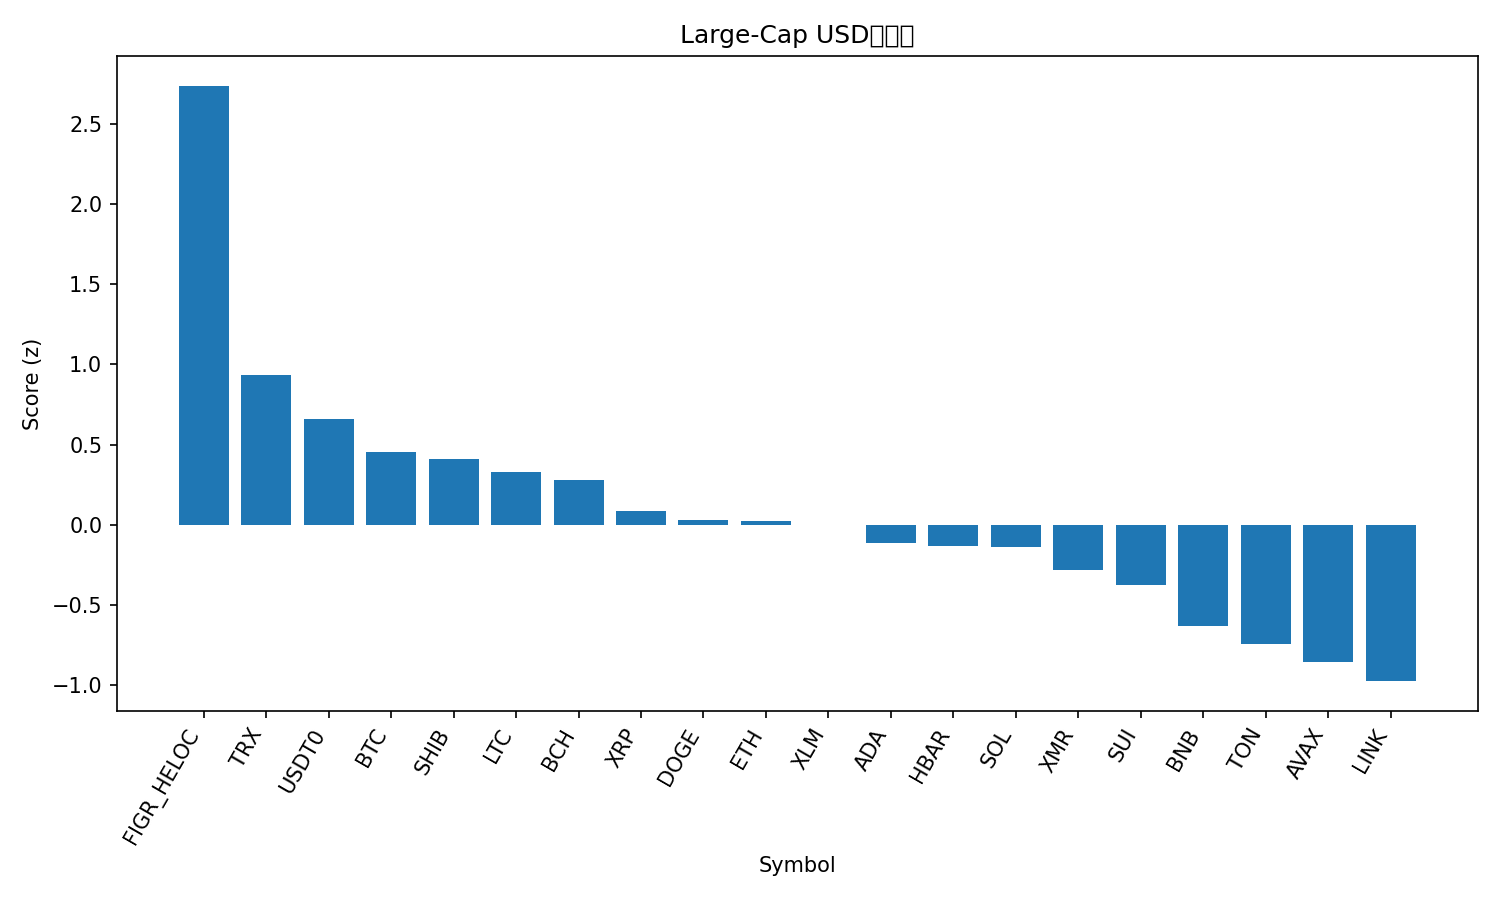 Large-Cap USD
Score (z)
2.5
2.0
1.5
1.0
0.5
0.0
−0.5
−1.0
FIGR_HELOC
TRX
USDT0
BTC
SHIB
LTC
BCH
XRP
DOGE
ETH
XLM
ADA
HBAR
SOL
XMR
SUI
BNB
TON
AVAX
LINK
Symbol